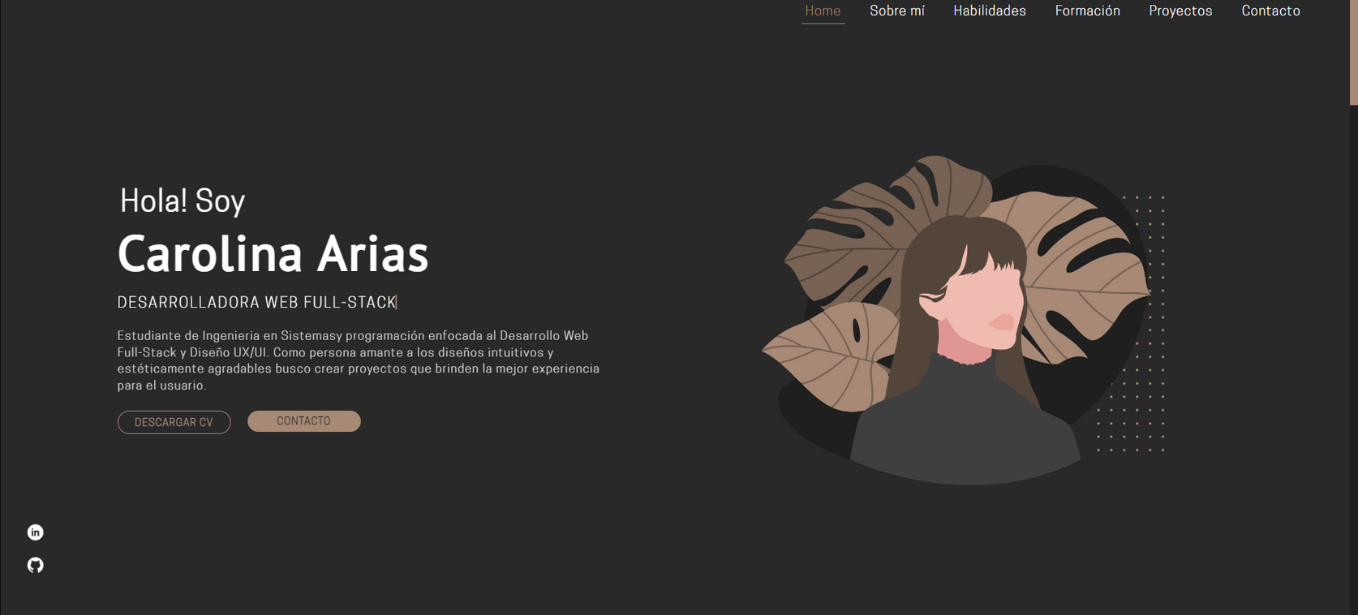 Home Sobre mí Habilidades Formación Proyectos Contacto
Hola! Soy
Carolina Arias
DESARROLLADORA WEB FULL-STACK
Estudiante de Ingenieria en Sistemasy programación enfocada al Desarrollo Web
Full-Stack y Diseño UX/UI. Como persona amante a los diseños intuitivos y
estéticamente agradables busco crear proyectos que brinden la mejor experiencia
para el usuario.
DESCARGAR CV CONTACTO
in